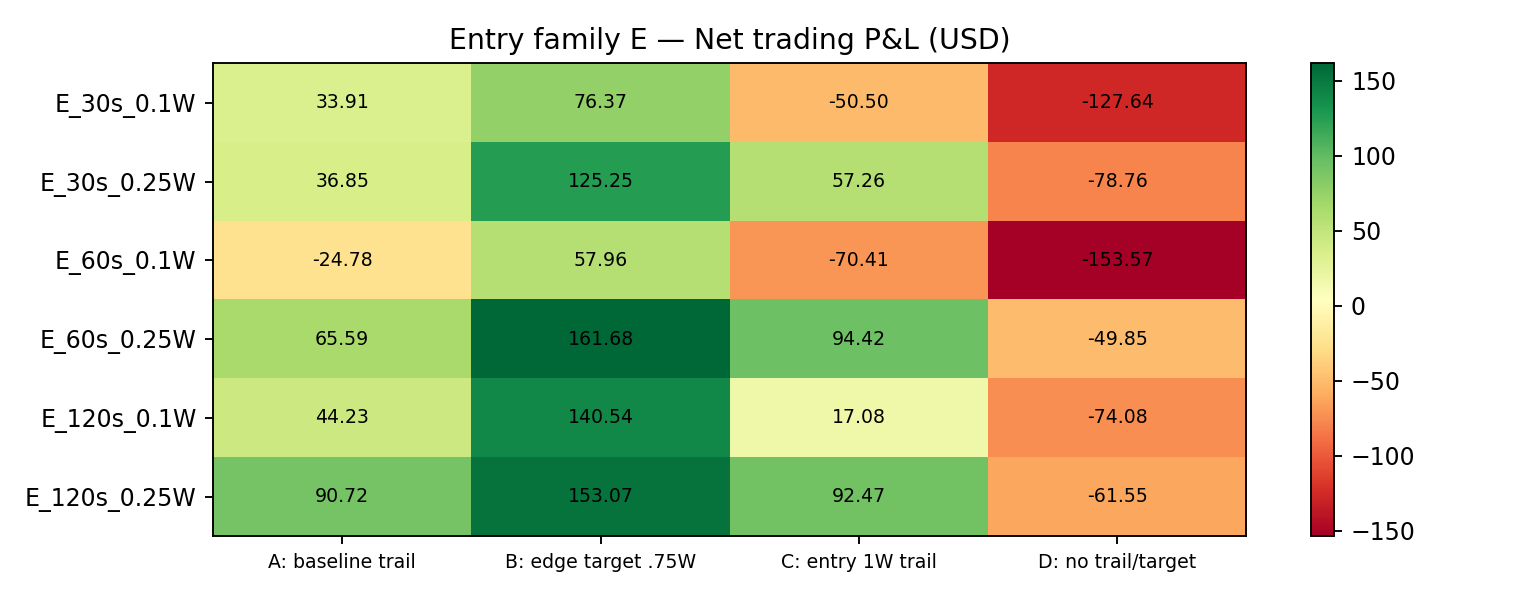 Entry family E — Net trading P&L (USD)
E_30s_0.1W 33.91 76.37 -50.50 -127.64
E_30s_0.25W 36.85 125.25 57.26 -78.76
E_60s_0.1W -24.78 57.96 -70.41 -153.57
E_60s_0.25W 65.59 161.68 94.42 -49.85
E_120s_0.1W 44.23 140.54 17.08 -74.08
E_120s_0.25W 90.72 153.07 92.47 -61.55
A: baseline trail B: edge target .75W C: entry 1W trail D: no trail/target
150
100
50
0
−50
−100
−150